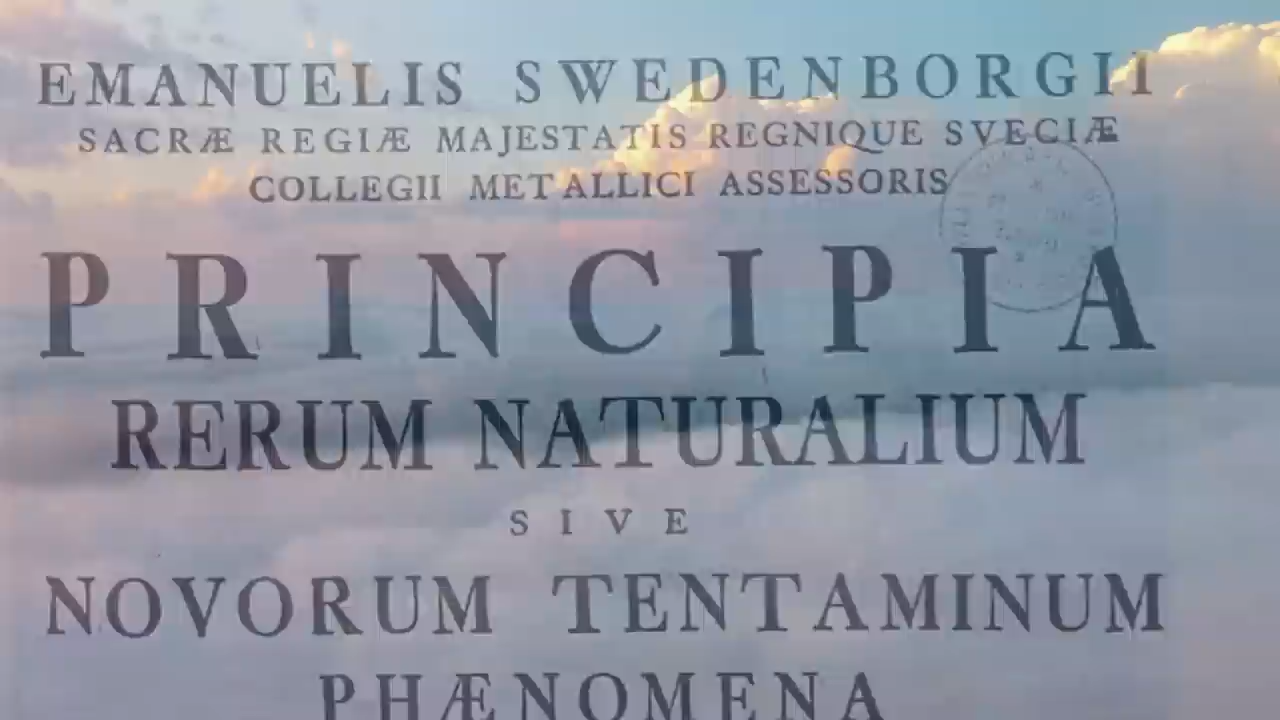 EMANUELIS SWEDENBORGII
SACRÆ REGIÆ MAJESTATIS REGNIQUE SVECIÆ
COLLEGII METALLICI ASSESSORIS
PRINCIPIA
RERUM NATURALIUM
SIVE
NOVORUM TENTAMINUM
PHÆNOMENA